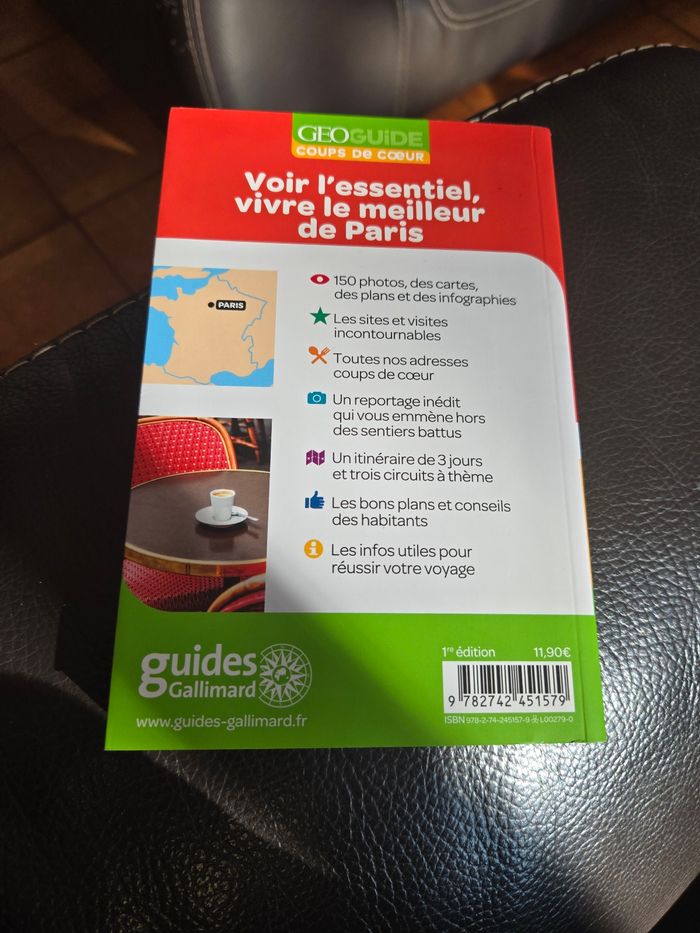 GEOGUiDE
COUPS DE CŒUR
Voir l'essentiel,
vivre le meilleur
de Paris
PARIS
150 photos, des cartes,
des plans et des infographies
Les sites et visites
incontournables
Toutes nos adresses
coups de cœur
Un reportage inédit
qui vous emmène hors
des sentiers battus
Un itinéraire de 3 jours
et trois circuits à thème
Les bons plans et conseils
des habitants
Les infos utiles pour
réussir votre voyage
guides
Gallimard
www.guides-gallimard.fr
1re édition 11,90€
9 782742 451579
ISBN 978-2-74-245157-9 L00279-0